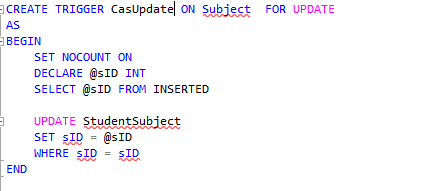 CREATE TRIGGER CasUpdate ON Subject FOR UPDATE
AS
BEGIN
SET NOCOUNT ON
DECLARE @sID INT
SELECT @sID FROM INSERTED
UPDATE StudentSubject
SET sID = @sID
WHERE sID = sID
END